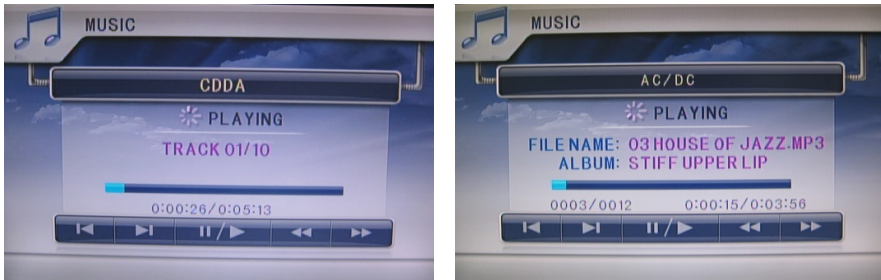 MUSIC
CDDA
PLAYING
TRACK 01/10
0:00:26/0:05:13
MUSIC
AC/DC
PLAYING
FILE NAME: 03 HOUSE OF JAZZ.MP3
ALBUM: STIFF UPPER LIP
0003/0012 0:00:15/0:03:56